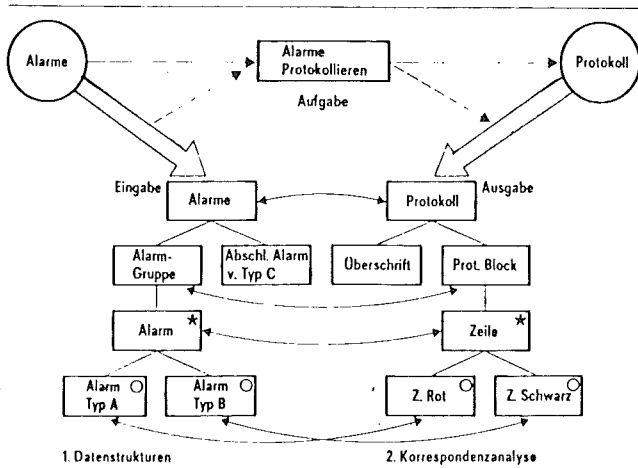 Alarme
Alarme
Protokollieren
Protokoll
Aufgabe
Eingabe
Ausgabe
Alarme
Protokoll
Alarm-
Gruppe
Abschl. Alarm
v. Typ C
Überschrift
Prot. Block
Alarm
Zeile
Alarm
Typ A
Alarm
Typ B
Z. Rot
Z. Schwarz
1. Datenstrukturen
2. Korrespondenzanalyse